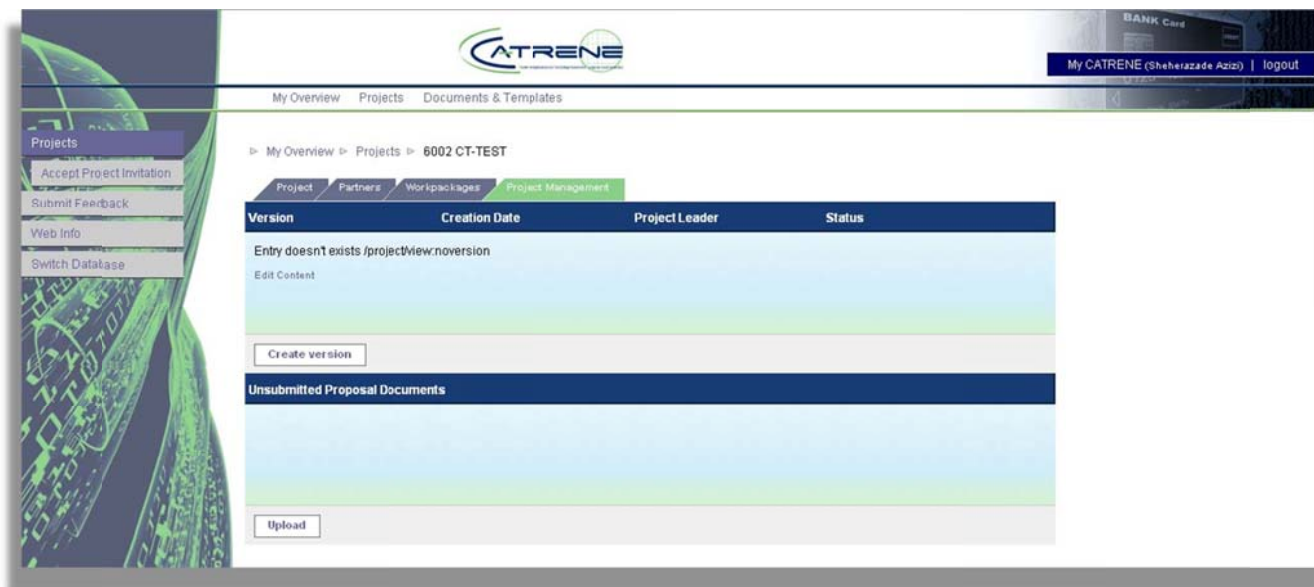 CATRENE
BANK Card
My CATRENE (Sheherazade Azizi) | logout
My Overview Projects Documents & Templates
Projects
Accept Project Invitation
Submit Feedback
Web Info
Switch Database
▷ My Overview ▷ Projects ▷ 6002 CT-TEST
Project Partners Workpackages Project Management
Version Creation Date Project Leader Status
Entry doesn't exists /project/view:noversion
Edit Content
Create version
Unsubmitted Proposal Documents
Upload